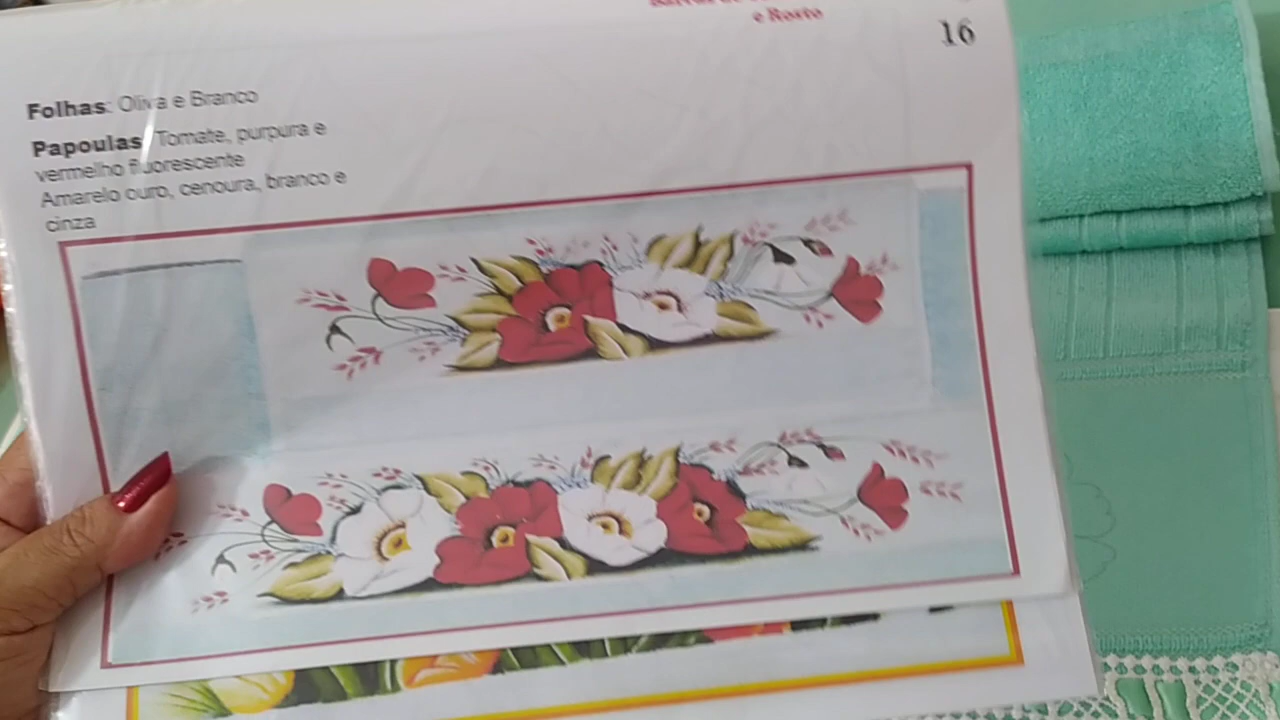 e Rosto
16
Folhas: Oliva e Branco
Papoulas: Tomate, purpura e
vermelho fluorescente
Amarelo ouro, cenoura, branco e
cinza